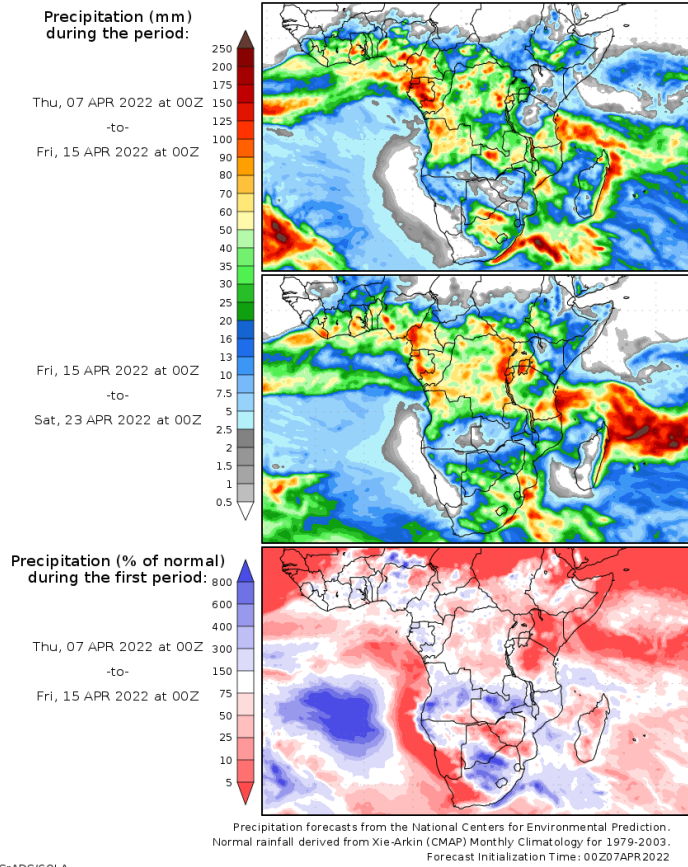 Precipitation (mm)
during the period:
Thu, 07 APR 2022 at 00Z
-to-
Fri, 15 APR 2022 at 00Z
250
200
175
150
125
100
90
80
70
60
50
40
35
30
25
20
16
13
10
7.5
5
2.5
2
1.5
1
0.5
Fri, 15 APR 2022 at 00Z
-to-
Sat, 23 APR 2022 at 00Z
Precipitation (% of normal)
during the first period:
Thu, 07 APR 2022 at 00Z
-to-
Fri, 15 APR 2022 at 00Z
800
600
400
300
150
75
50
25
10
5
Precipitation forecasts from the National Centers for Environmental Prediction.
Normal rainfall derived from Xie-Arkin (CMAP) Monthly Climatology for 1979-2003.
Forecast Initialization Time: 00Z07APR2022